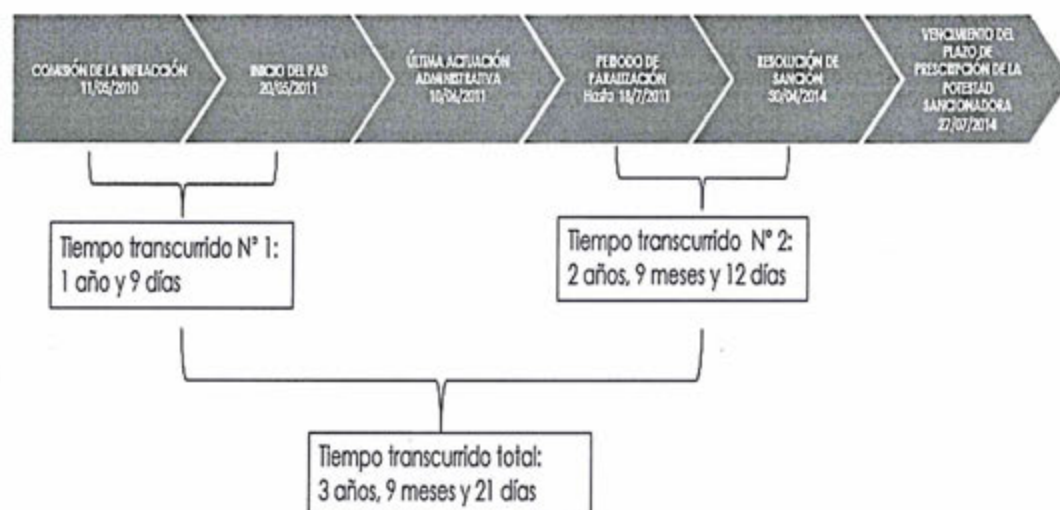 COMISIÓN DE LA INFRACCIÓN
11/05/2010
INICIO DEL PAS
20/05/2011
ÚLTIMA ACTUACIÓN
ADMINISTRATIVA
10/06/2011
PERIODO DE
PARALIZACIÓN
Hasta 18/7/2011
RESOLUCIÓN DE
SANCIÓN
30/04/2014
VENCIMIENTO DEL
PLAZO DE
PRESCRIPCIÓN DE LA
POTESTAD
SANCIONADORA
27/07/2014
Tiempo transcurrido N° 1:
1 año y 9 días
Tiempo transcurrido N° 2:
2 años, 9 meses y 12 días
Tiempo transcurrido total:
3 años, 9 meses y 21 días